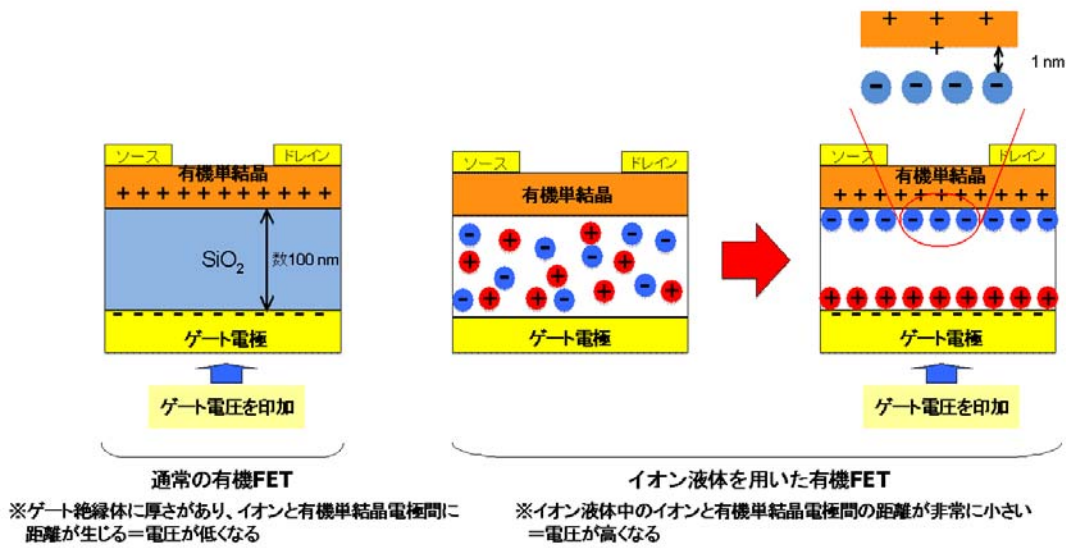 ソース
ドレイン
有機単結晶
+ + + + + + + + + +
SiO2
数100 nm
- - - - - - - - - - - - -
ゲート電極
ゲート電圧を印加
通常の有機FET
※ゲート絶縁体に厚さがあり、イオンと有機単結晶電極間に
距離が生じる＝電圧が低くなる
ソース
ドレイン
有機単結晶
ゲート電極
+ + +
+
1 nm
- - - -
ソース
ドレイン
有機単結晶
ゲート電極
ゲート電圧を印加
イオン液体を用いた有機FET
※イオン液体中のイオンと有機単結晶電極間の距離が非常に小さい
＝電圧が高くなる